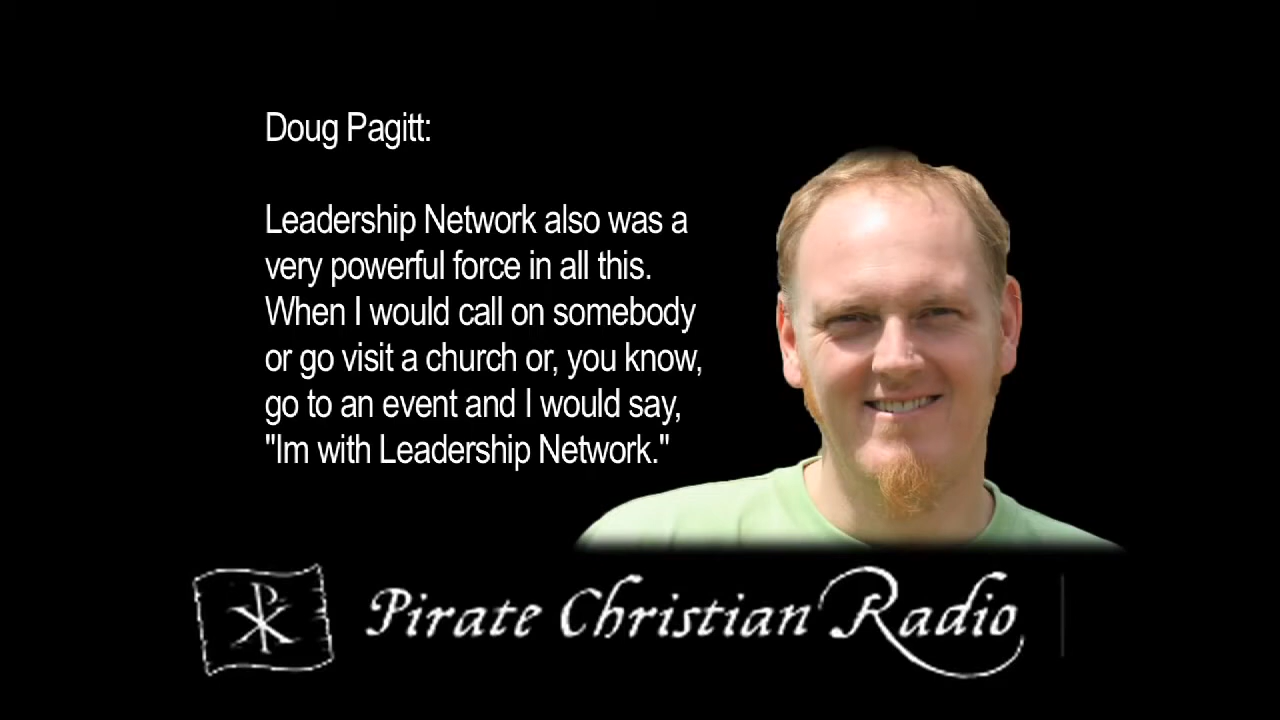 Doug Pagitt:
Leadership Network also was a
very powerful force in all this.
When I would call on somebody
or go visit a church or, you know,
go to an event and I would say,
"Im with Leadership Network."
Pirate Christian Radio